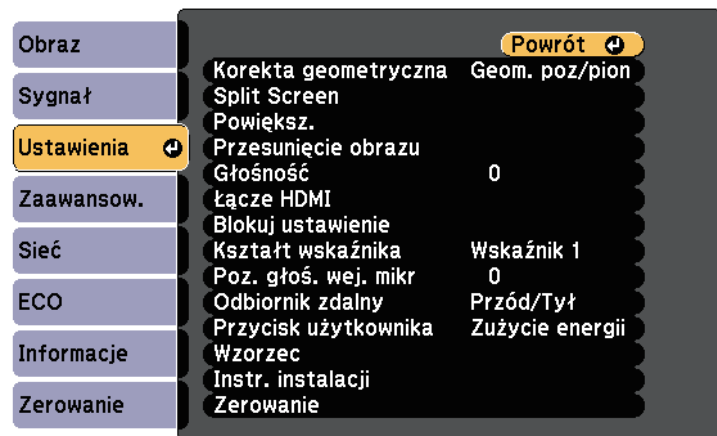 Obraz
Sygnał
Ustawienia
Zaawansow.
Sieć
ECO
Informacje
Zerowanie
Powrót
Korekta geometryczna Geom. poz/pion
Split Screen
Powiększ.
Przesunięcie obrazu
Głośność 0
Łącze HDMI
Blokuj ustawienie
Kształt wskaźnika Wskaźnik 1
Poz. głoś. wej. mikr 0
Odbiornik zdalny Przód/Tył
Przycisk użytkownika Zużycie energii
Wzorzec
Instr. instalacji
Zerowanie